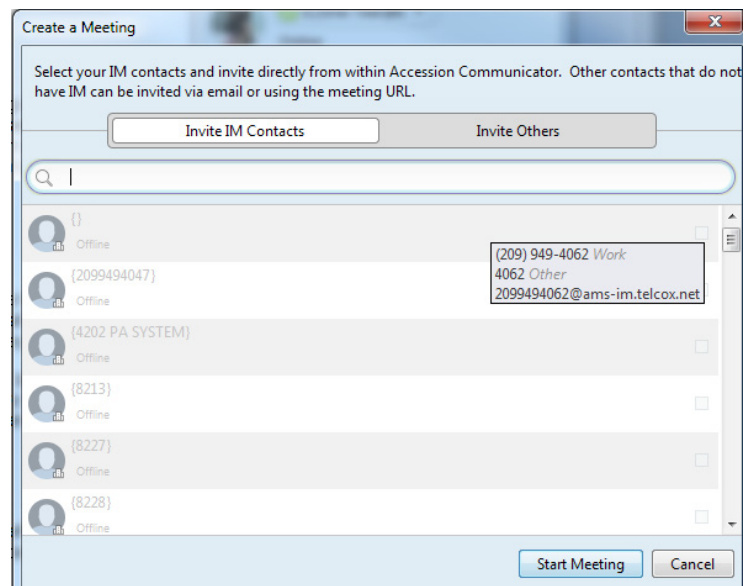 Create a Meeting
Select your IM contacts and invite directly from within Accession Communicator. Other contacts that do not
have IM can be invited via email or using the meeting URL.
Invite IM Contacts Invite Others
{}
Offline
(209) 949-4062 Work
4062 Other
2099494062@ams-im.telcox.net
{2099494047}
Offline
{4202 PA SYSTEM}
Offline
{8213}
Offline
{8227}
Offline
{8228}
Offline
Start Meeting Cancel